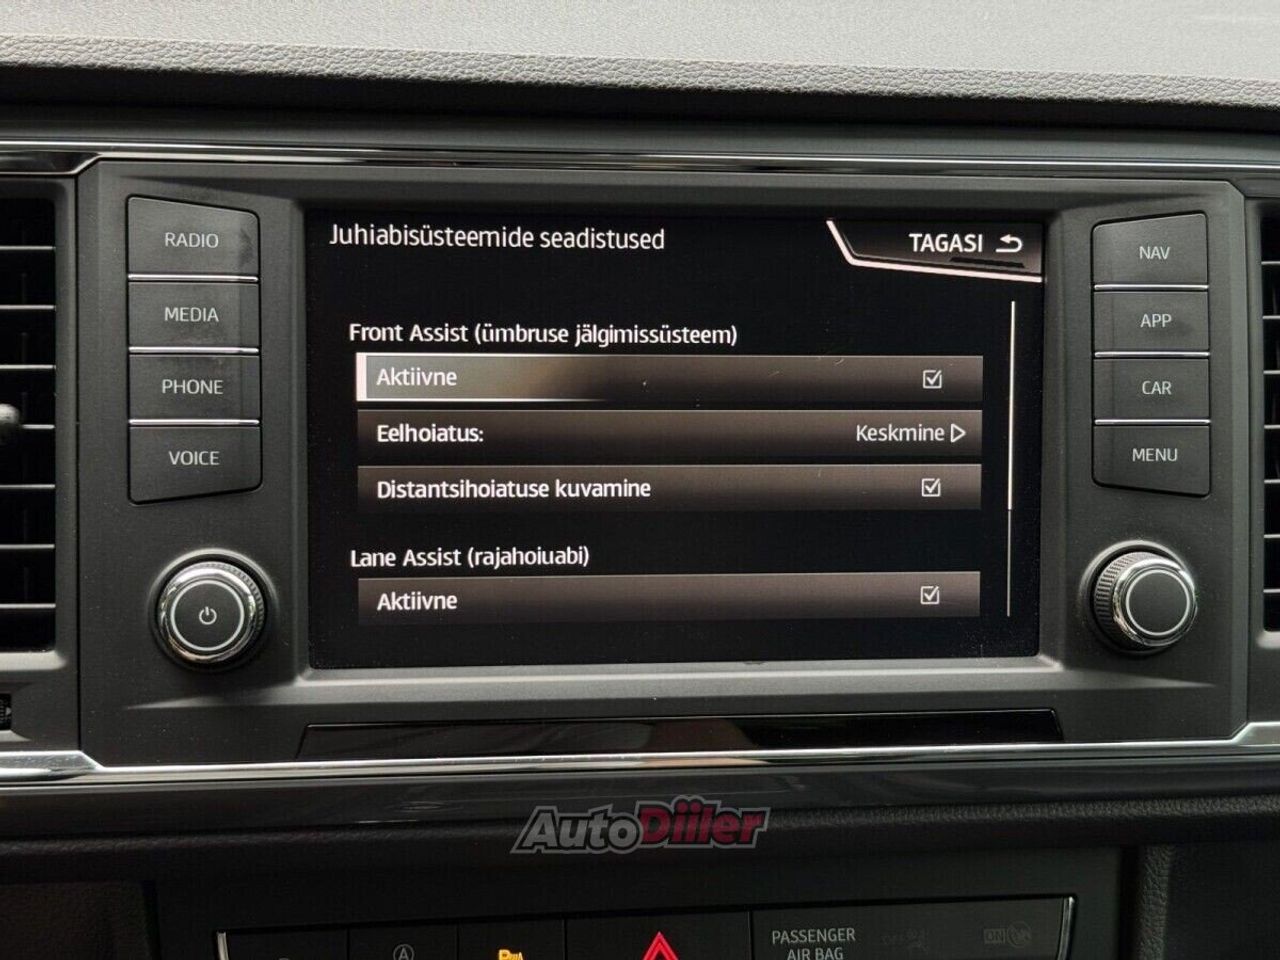 RADIO
MEDIA
PHONE
VOICE
Juhiabisüsteemide seadistused
TAGASI
Front Assist (ümbruse jälgimissüsteem)
Aktiivne
Eelhoiatus: Keskmine
Distantsihoiatuse kuvamine
Lane Assist (rajahoiuabi)
Aktiivne
NAV
APP
CAR
MENU
AutoDiiler
A
PASSENGER
AIR BAG
ON